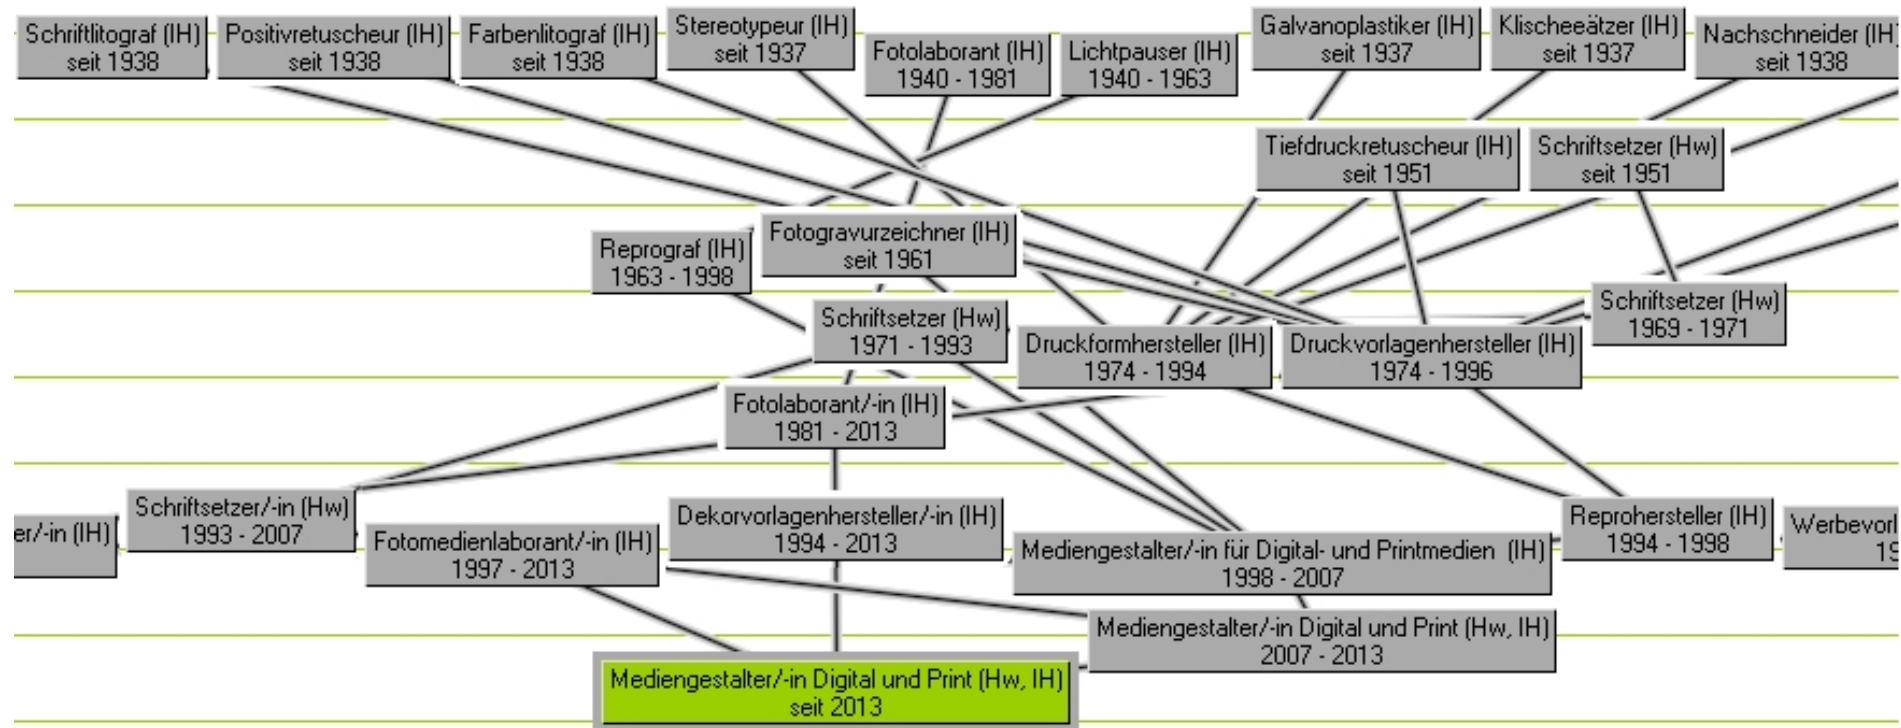 Schriftlitograf (IH)
seit 1938
Positivretuscheur (IH)
seit 1938
Farbenlitograf (IH)
seit 1938
Stereotypeur (IH)
seit 1937
Fotolaborant (IH)
1940 - 1981
Lichtpauser (IH)
1940 - 1963
Galvanoplastiker (IH)
seit 1937
Klischeeätzer (IH)
seit 1937
Nachschneider (IH)
seit 1938
Tiefdruckretuscheur (IH)
seit 1951
Schriftsetzer (Hw)
seit 1951
Reprograf (IH)
1963 - 1998
Fotogravurzeichner (IH)
seit 1961
Schriftsetzer (Hw)
1971 - 1993
Druckformhersteller (IH)
1974 - 1994
Druckvorlagenhersteller (IH)
1974 - 1996
Schriftsetzer (Hw)
1969 - 1971
Fotolaborant/-in (IH)
1981 - 2013
er/-in (IH)
Schriftsetzer/-in (Hw)
1993 - 2007
Fotomedienlaborant/-in (IH)
1997 - 2013
Dekorvorlagenhersteller/-in (IH)
1994 - 2013
Mediengestalter/-in für Digital- und Printmedien (IH)
1998 - 2007
Reprohersteller (IH)
1994 - 1998
Werbevorl
19
Mediengestalter/-in Digital und Print (Hw, IH)
2007 - 2013
Mediengestalter/-in Digital und Print (Hw, IH)
seit 2013